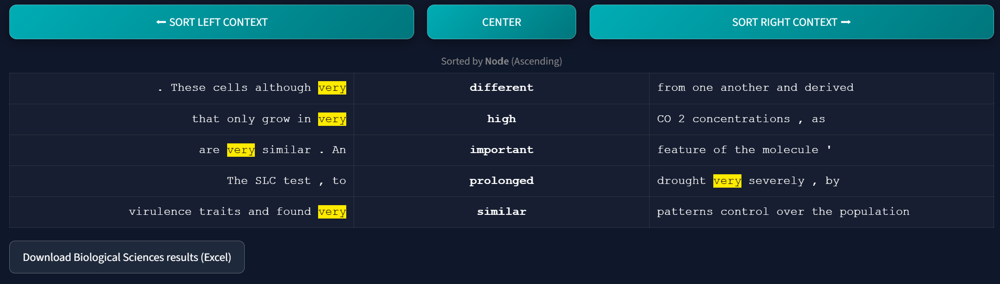 ← SORT LEFT CONTEXT
CENTER
SORT RIGHT CONTEXT →
Sorted by Node (Ascending)
. These cells although very different from one another and derived
that only grow in very high CO 2 concentrations , as
are very similar . An important feature of the molecule '
The SLC test , to prolonged drought very severely , by
virulence traits and found very similar patterns control over the population
Download Biological Sciences results (Excel)